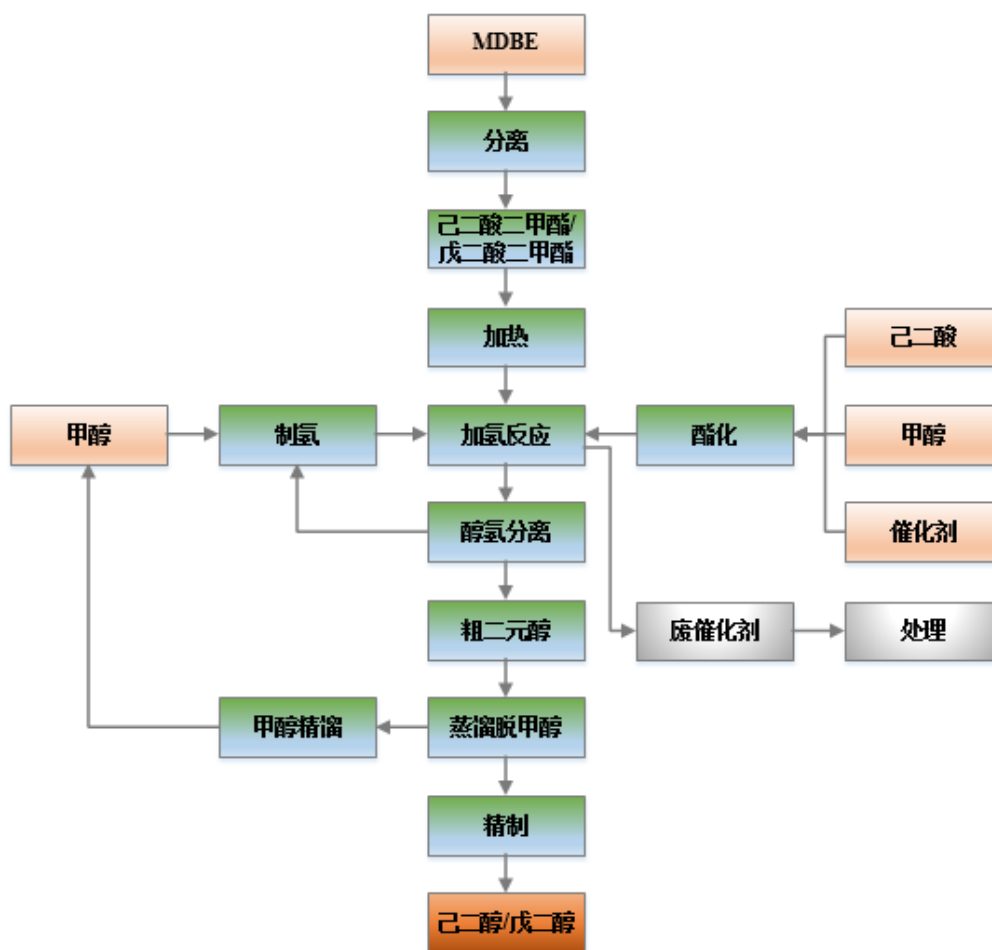 MDBE
分离
己二酸二甲酯/
戊二酸二甲酯
加热
己二酸
甲醇
制氢
加氢反应
酯化
甲醇
醇氢分离
催化剂
粗二元醇
废催化剂
处理
甲醇精溜
蒸溜脱甲醇
精制
己二醇/戊二醇